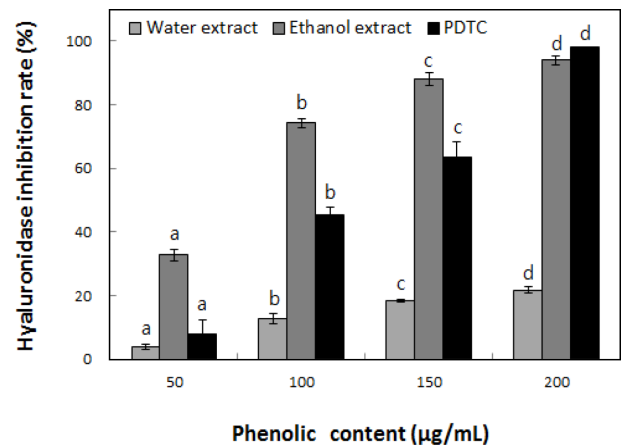 Water extract Ethanol extract PDTC
Hyaluronidase inhibition rate (%)
100
80
60
40
20
0
a a a
b b b
c c c
d d d
50 100 150 200
Phenolic content (µg/mL)